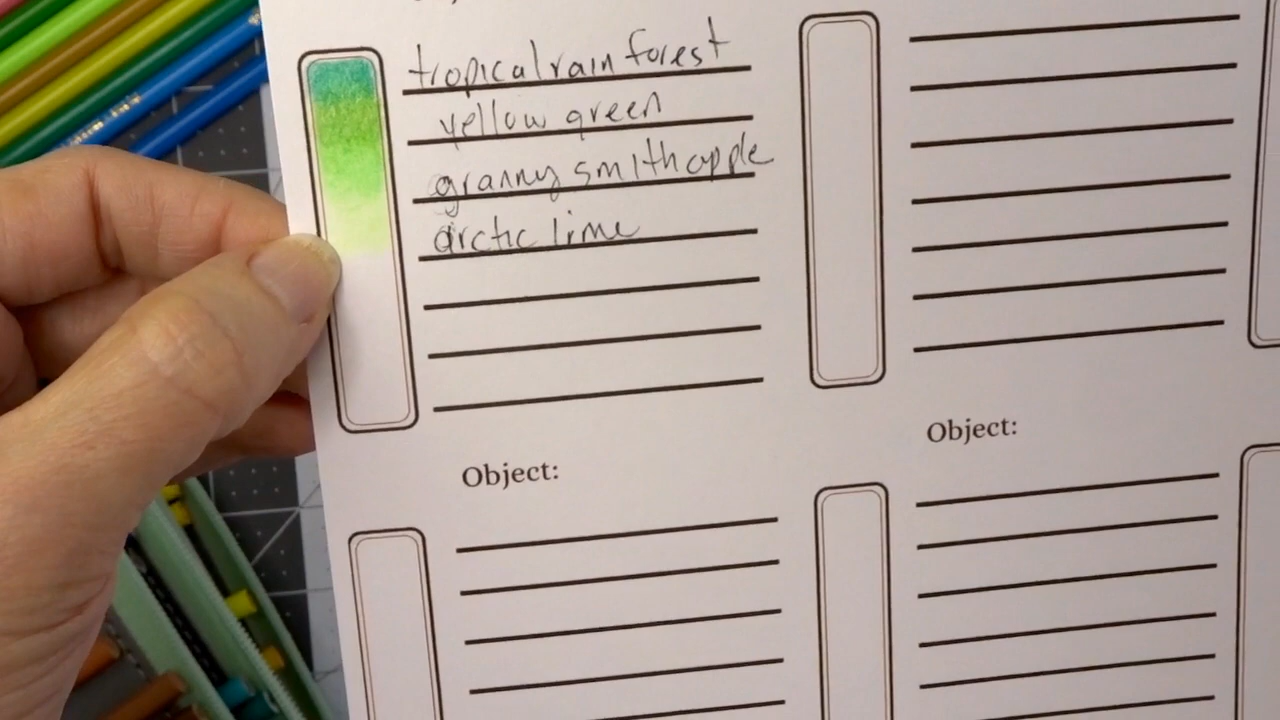 tropical rain forest
yellow green
granny smith apple
arctic lime
Object:
Object: